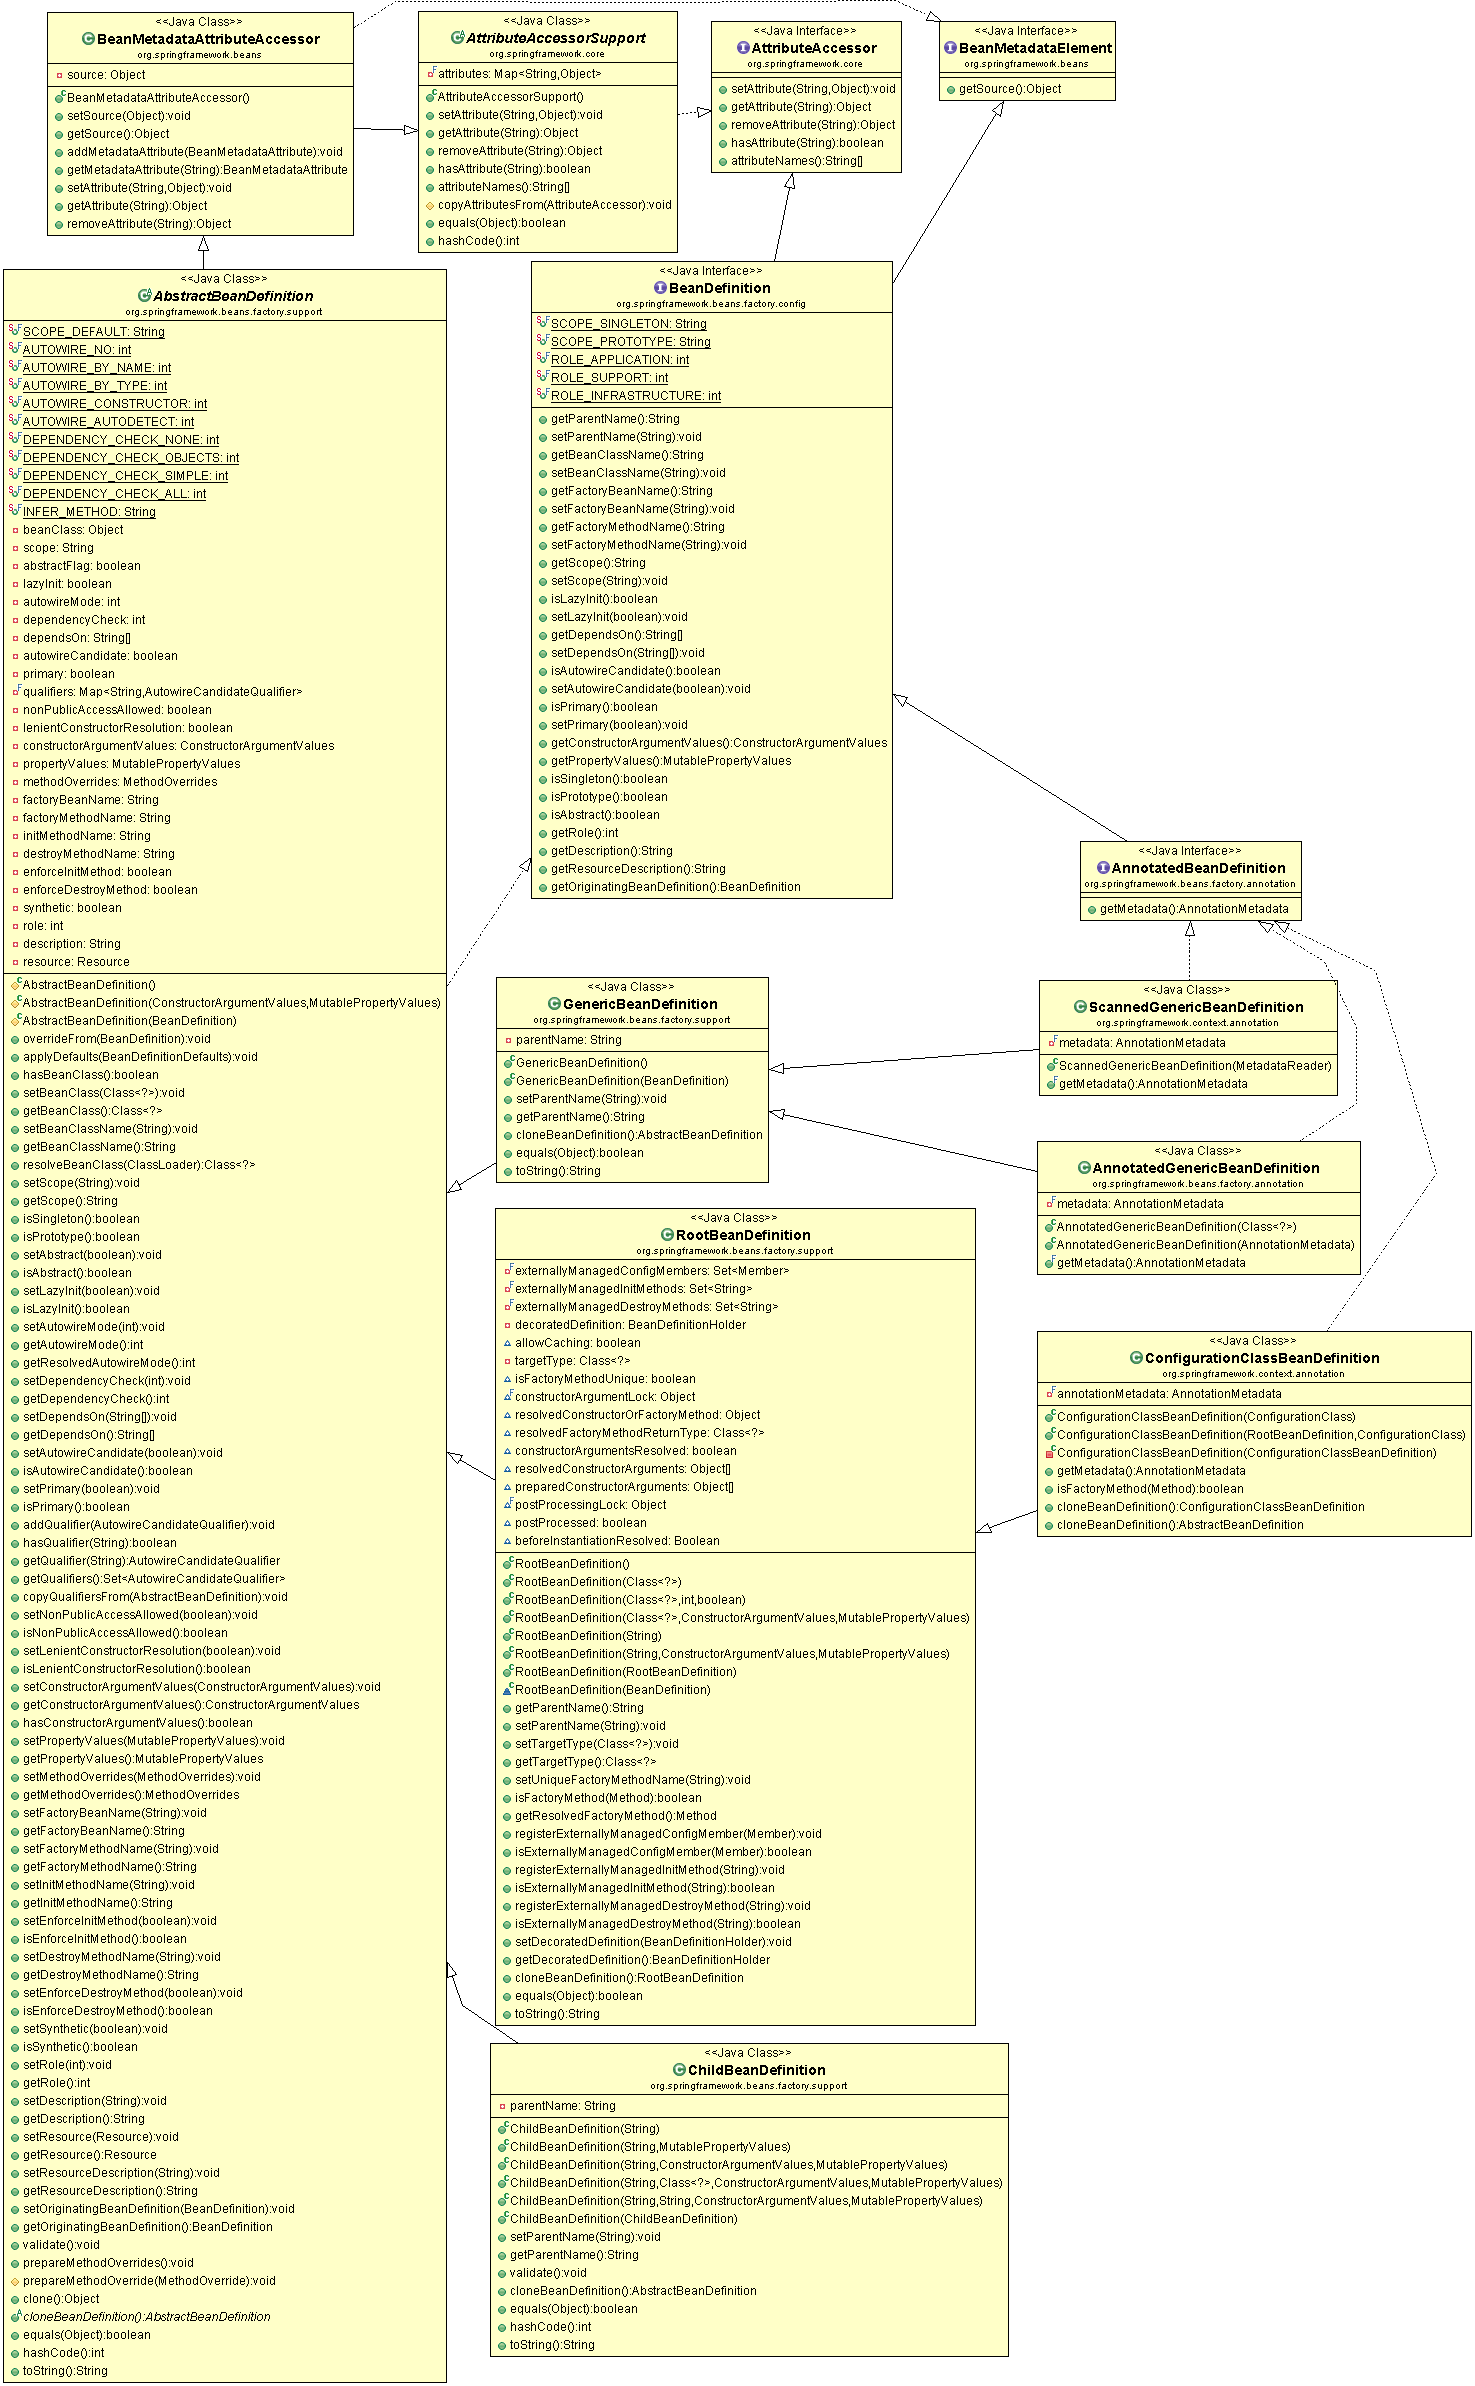 <<Java Class>>
BeanMetadataAttributeAccessor
org.springframework.beans
source: Object
BeanMetadataAttributeAccessor()
setSource(Object):void
getSource():Object
addMetadataAttribute(BeanMetadataAttribute):void
getMetadataAttribute(String):BeanMetadataAttribute
setAttribute(String,Object):void
getAttribute(String):Object
removeAttribute(String):Object
<<Java Class>>
AttributeAccessorSupport
org.springframework.core
attributes: Map<String,Object>
AttributeAccessorSupport()
setAttribute(String,Object):void
getAttribute(String):Object
removeAttribute(String):Object
hasAttribute(String):boolean
attributeNames():String[]
copyAttributesFrom(AttributeAccessor):void
equals(Object):boolean
hashCode():int
<<Java Interface>>
AttributeAccessor
org.springframework.core
setAttribute(String,Object):void
getAttribute(String):Object
removeAttribute(String):Object
hasAttribute(String):boolean
attributeNames():String[]
<<Java Interface>>
BeanMetadataElement
org.springframework.beans
getSource():Object
<<Java Class>>
AbstractBeanDefinition
org.springframework.beans.factory.support
SCOPE_DEFAULT: String
AUTOWIRE_NO: int
AUTOWIRE_BY_NAME: int
AUTOWIRE_BY_TYPE: int
AUTOWIRE_CONSTRUCTOR: int
AUTOWIRE_AUTODETECT: int
DEPENDENCY_CHECK_NONE: int
DEPENDENCY_CHECK_OBJECTS: int
DEPENDENCY_CHECK_SIMPLE: int
DEPENDENCY_CHECK_ALL: int
INFER_METHOD: String
beanClass: Object
scope: String
abstractFlag: boolean
lazyInit: boolean
autowireMode: int
dependencyCheck: int
dependsOn: String[]
autowireCandidate: boolean
primary: boolean
qualifiers: Map<String,AutowireCandidateQualifier>
nonPublicAccessAllowed: boolean
lenientConstructorResolution: boolean
constructorArgumentValues: ConstructorArgumentValues
propertyValues: MutablePropertyValues
methodOverrides: MethodOverrides
factoryBeanName: String
factoryMethodName: String
initMethodName: String
destroyMethodName: String
enforceInitMethod: boolean
enforceDestroyMethod: boolean
synthetic: boolean
role: int
description: String
resource: Resource
AbstractBeanDefinition()
AbstractBeanDefinition(ConstructorArgumentValues,MutablePropertyValues)
AbstractBeanDefinition(BeanDefinition)
overrideFrom(BeanDefinition):void
applyDefaults(BeanDefinitionDefaults):void
hasBeanClass():boolean
setBeanClass(Class<?>):void
getBeanClass():Class<?>
setBeanClassName(String):void
getBeanClassName():String
resolveBeanClass(ClassLoader):Class<?>
setScope(String):void
getScope():String
isSingleton():boolean
isPrototype():boolean
setAbstract(boolean):void
isAbstract():boolean
setLazyInit(boolean):void
isLazyInit():boolean
setAutowireMode(int):void
getAutowireMode():int
getResolvedAutowireMode():int
setDependencyCheck(int):void
getDependencyCheck():int
setDependsOn(String[]):void
getDependsOn():String[]
setAutowireCandidate(boolean):void
isAutowireCandidate():boolean
setPrimary(boolean):void
isPrimary():boolean
addQualifier(AutowireCandidateQualifier):void
hasQualifier(String):boolean
getQualifier(String):AutowireCandidateQualifier
getQualifiers():Set<AutowireCandidateQualifier>
copyQualifiersFrom(AbstractBeanDefinition):void
setNonPublicAccessAllowed(boolean):void
isNonPublicAccessAllowed():boolean
setLenientConstructorResolution(boolean):void
isLenientConstructorResolution():boolean
setConstructorArgumentValues(ConstructorArgumentValues):void
getConstructorArgumentValues():ConstructorArgumentValues
hasConstructorArgumentValues():boolean
setPropertyValues(MutablePropertyValues):void
getPropertyValues():MutablePropertyValues
setMethodOverrides(MethodOverrides):void
getMethodOverrides():MethodOverrides
setFactoryBeanName(String):void
getFactoryBeanName():String
setFactoryMethodName(String):void
getFactoryMethodName():String
setInitMethodName(String):void
getInitMethodName():String
setEnforceInitMethod(boolean):void
isEnforceInitMethod():boolean
setDestroyMethodName(String):void
getDestroyMethodName():String
setEnforceDestroyMethod(boolean):void
isEnforceDestroyMethod():boolean
setSynthetic(boolean):void
isSynthetic():boolean
setRole(int):void
getRole():int
setDescription(String):void
getDescription():String
setResource(Resource):void
getResource():Resource
setResourceDescription(String):void
getResourceDescription():String
setOriginatingBeanDefinition(BeanDefinition):void
getOriginatingBeanDefinition():BeanDefinition
validate():void
prepareMethodOverrides():void
prepareMethodOverride(MethodOverride):void
clone():Object
cloneBeanDefinition():AbstractBeanDefinition
equals(Object):boolean
hashCode():int
toString():String
<<Java Interface>>
BeanDefinition
org.springframework.beans.factory.config
SCOPE_SINGLETON: String
SCOPE_PROTOTYPE: String
ROLE_APPLICATION: int
ROLE_SUPPORT: int
ROLE_INFRASTRUCTURE: int
getParentName():String
setParentName(String):void
getBeanClassName():String
setBeanClassName(String):void
getFactoryBeanName():String
setFactoryBeanName(String):void
getFactoryMethodName():String
setFactoryMethodName(String):void
getScope():String
setScope(String):void
isLazyInit():boolean
setLazyInit(boolean):void
getDependsOn():String[]
setDependsOn(String[]):void
isAutowireCandidate():boolean
setAutowireCandidate(boolean):void
isPrimary():boolean
setPrimary(boolean):void
getConstructorArgumentValues():ConstructorArgumentValues
getPropertyValues():MutablePropertyValues
isSingleton():boolean
isPrototype():boolean
isAbstract():boolean
getRole():int
getDescription():String
getResourceDescription():String
getOriginatingBeanDefinition():BeanDefinition
<<Java Interface>>
AnnotatedBeanDefinition
org.springframework.beans.factory.annotation
getMetadata():AnnotationMetadata
<<Java Class>>
GenericBeanDefinition
org.springframework.beans.factory.support
parentName: String
GenericBeanDefinition()
GenericBeanDefinition(BeanDefinition)
setParentName(String):void
getParentName():String
cloneBeanDefinition():AbstractBeanDefinition
equals(Object):boolean
toString():String
<<Java Class>>
ScannedGenericBeanDefinition
org.springframework.context.annotation
metadata: AnnotationMetadata
ScannedGenericBeanDefinition(MetadataReader)
getMetadata():AnnotationMetadata
<<Java Class>>
AnnotatedGenericBeanDefinition
org.springframework.beans.factory.annotation
metadata: AnnotationMetadata
AnnotatedGenericBeanDefinition(Class<?>)
AnnotatedGenericBeanDefinition(AnnotationMetadata)
getMetadata():AnnotationMetadata
<<Java Class>>
RootBeanDefinition
org.springframework.beans.factory.support
externallyManagedConfigMembers: Set<Member>
externallyManagedInitMethods: Set<String>
externallyManagedDestroyMethods: Set<String>
decoratedDefinition: BeanDefinitionHolder
allowCaching: boolean
targetType: Class<?>
isFactoryMethodUnique: boolean
constructorArgumentLock: Object
resolvedConstructorOrFactoryMethod: Object
resolvedFactoryMethodReturnType: Class<?>
constructorArgumentsResolved: boolean
resolvedConstructorArguments: Object[]
preparedConstructorArguments: Object[]
postProcessingLock: Object
postProcessed: boolean
beforeInstantiationResolved: Boolean
RootBeanDefinition()
RootBeanDefinition(Class<?>)
RootBeanDefinition(Class<?>,int,boolean)
RootBeanDefinition(Class<?>,ConstructorArgumentValues,MutablePropertyValues)
RootBeanDefinition(String)
RootBeanDefinition(String,ConstructorArgumentValues,MutablePropertyValues)
RootBeanDefinition(RootBeanDefinition)
RootBeanDefinition(BeanDefinition)
getParentName():String
setParentName(String):void
setTargetType(Class<?>):void
getTargetType():Class<?>
setUniqueFactoryMethodName(String):void
isFactoryMethod(Method):boolean
getResolvedFactoryMethod():Method
registerExternallyManagedConfigMember(Member):void
isExternallyManagedConfigMember(Member):boolean
registerExternallyManagedInitMethod(String):void
isExternallyManagedInitMethod(String):boolean
registerExternallyManagedDestroyMethod(String):void
isExternallyManagedDestroyMethod(String):boolean
setDecoratedDefinition(BeanDefinitionHolder):void
getDecoratedDefinition():BeanDefinitionHolder
cloneBeanDefinition():RootBeanDefinition
equals(Object):boolean
toString():String
<<Java Class>>
ConfigurationClassBeanDefinition
org.springframework.context.annotation
annotationMetadata: AnnotationMetadata
ConfigurationClassBeanDefinition(ConfigurationClass)
ConfigurationClassBeanDefinition(RootBeanDefinition,ConfigurationClass)
ConfigurationClassBeanDefinition(ConfigurationClassBeanDefinition)
getMetadata():AnnotationMetadata
isFactoryMethod(Method):boolean
cloneBeanDefinition():ConfigurationClassBeanDefinition
cloneBeanDefinition():AbstractBeanDefinition
<<Java Class>>
ChildBeanDefinition
org.springframework.beans.factory.support
parentName: String
ChildBeanDefinition(String)
ChildBeanDefinition(String,MutablePropertyValues)
ChildBeanDefinition(String,ConstructorArgumentValues,MutablePropertyValues)
ChildBeanDefinition(String,Class<?>,ConstructorArgumentValues,MutablePropertyValues)
ChildBeanDefinition(String,String,ConstructorArgumentValues,MutablePropertyValues)
ChildBeanDefinition(ChildBeanDefinition)
setParentName(String):void
getParentName():String
validate():void
cloneBeanDefinition():AbstractBeanDefinition
equals(Object):boolean
hashCode():int
toString():String